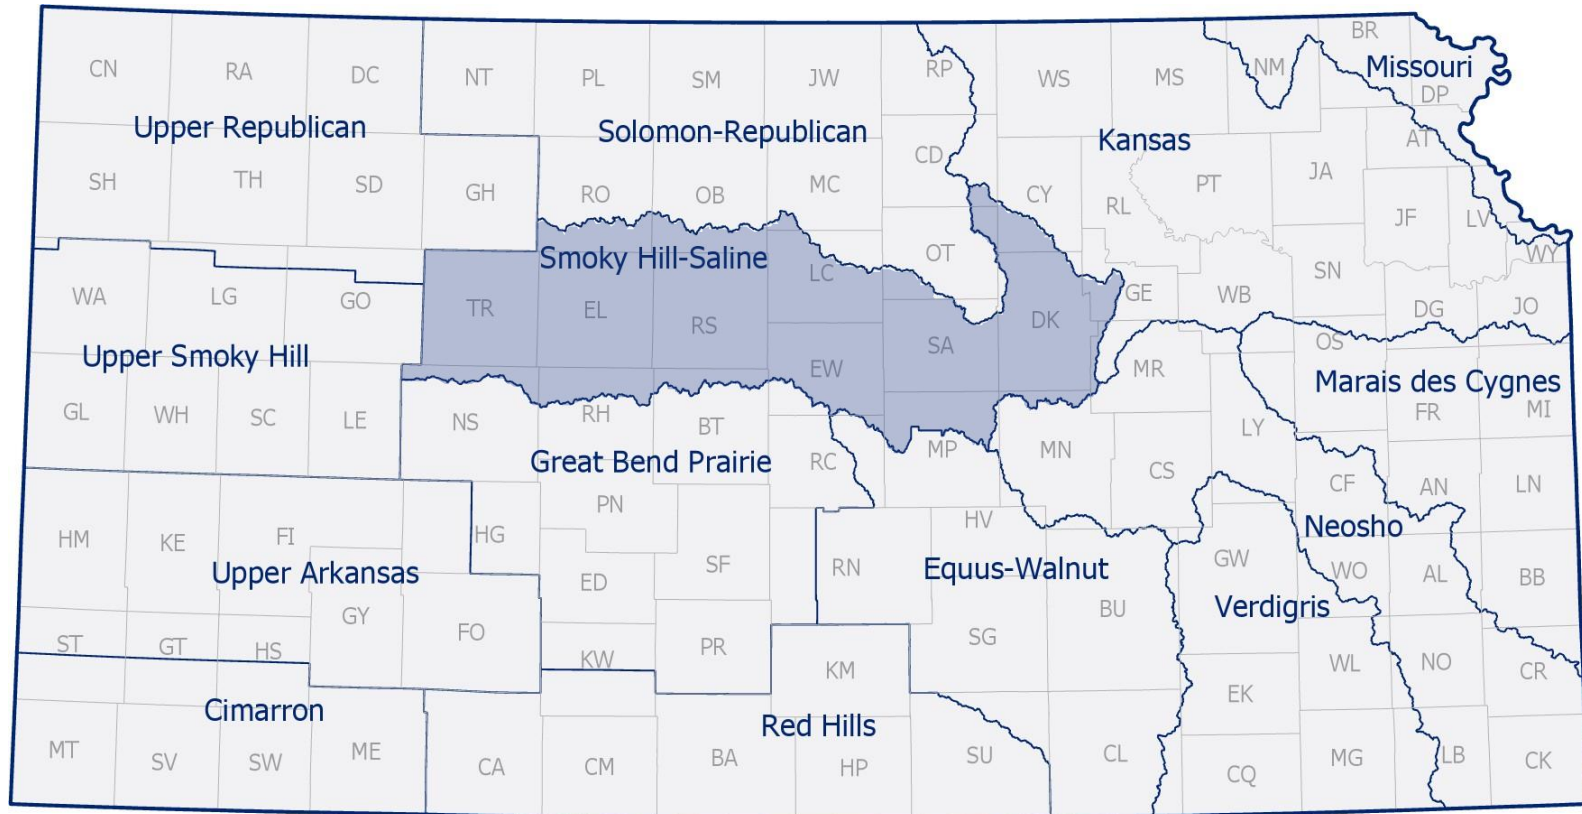 BR
CN
RA
DC
NT
PL
SM
JW
RP
WS
MS
NM
Missouri
DP
Upper Republican
Solomon-Republican
Kansas
AT
SH
TH
SD
GH
RO
OB
MC
CD
CY
RL
PT
JA
JF
LV
WY
Smoky Hill-Saline
WA
LG
GO
TR
EL
RS
LC
OT
DK
GE
WB
SN
DG
JO
Upper Smoky Hill
EW
SA
MR
OS
Marais des Cygnes
GL
WH
SC
LE
NS
RH
BT
RC
MP
MN
CS
LY
FR
MI
Great Bend Prairie
HM
KE
FI
HG
PN
SF
HV
CF
AN
LN
Neosho
Upper Arkansas
ED
RN
Equus-Walnut
GW
WO
AL
BB
Verdigris
ST
GT
HS
GY
FO
KW
PR
SG
BU
KM
EK
WL
NO
CR
Cimarron
Red Hills
MT
SV
SW
ME
CA
CM
BA
HP
SU
CL
CQ
MG
LB
CK